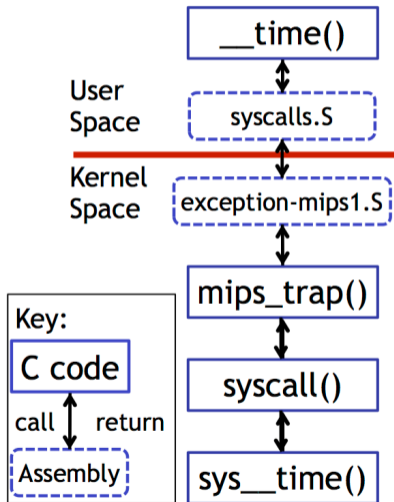 __time()
User
Space
syscalls.S
Kernel
Space
exception-mips1.S
mips_trap()
Key:
C code
call return
Assembly
syscall()
sys__time()